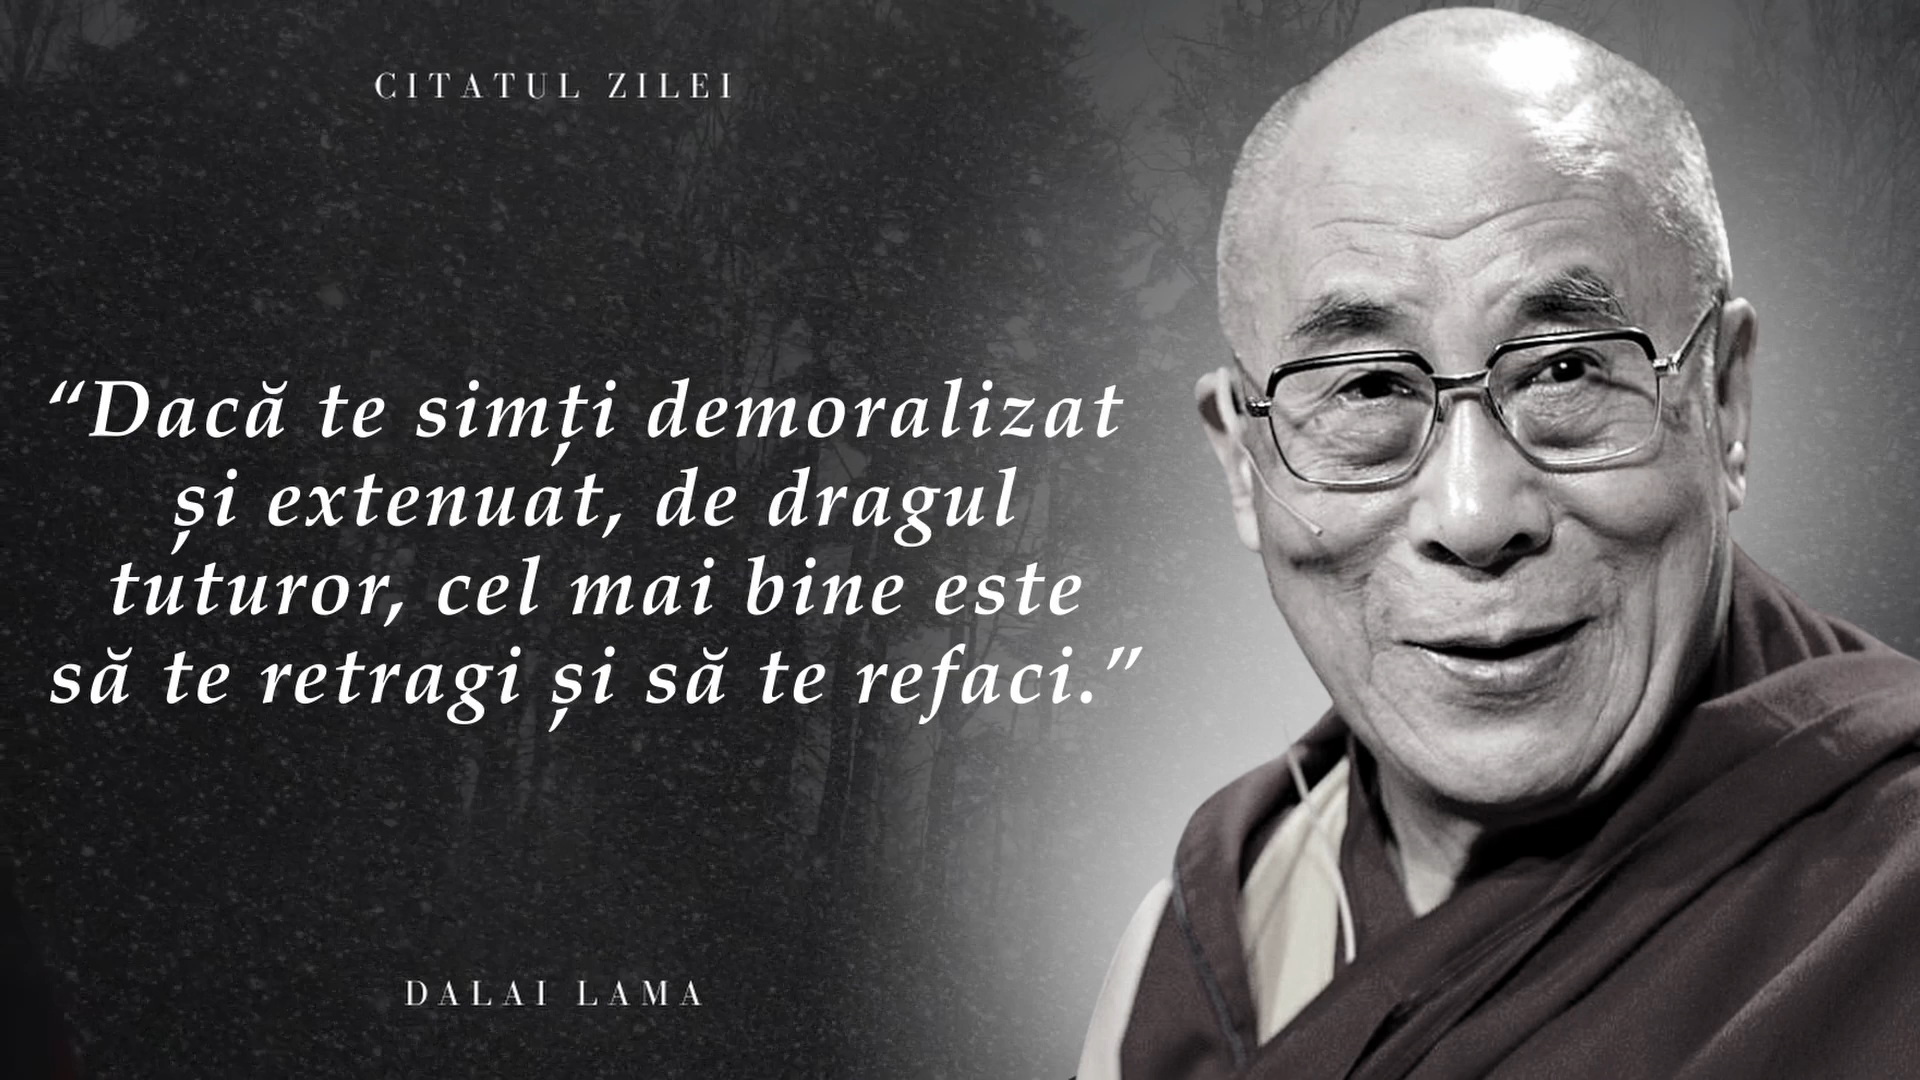 CITATUL ZILEI
“Dacă te simți demoralizat
și extenuat, de dragul
tuturor, cel mai bine este
să te retragi și să te refaci.”
DALAI LAMA